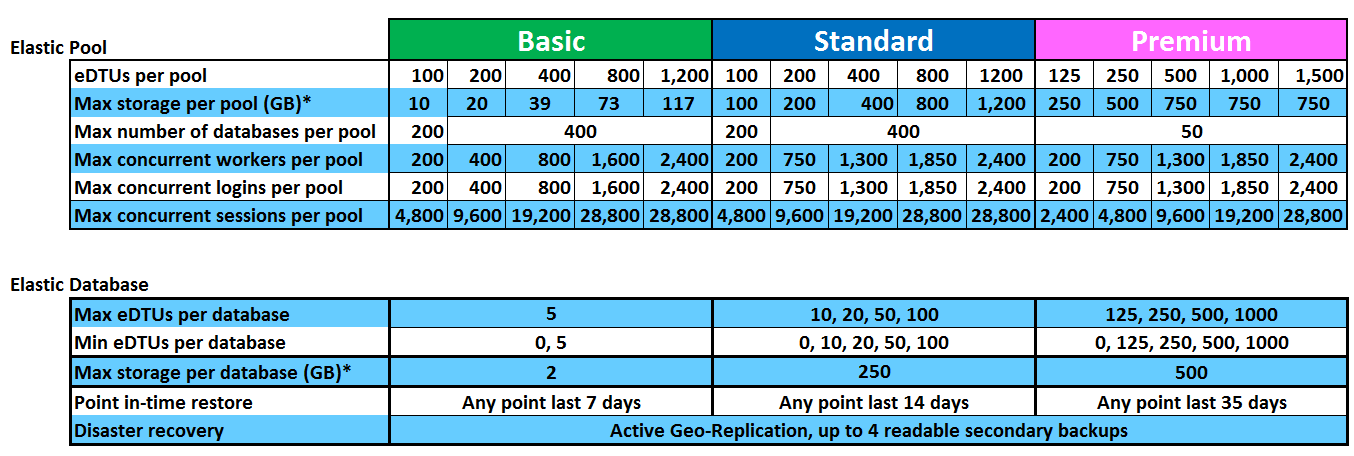 Basic Standard Premium
Elastic Pool
eDTUs per pool 100 200 400 800 1,200 100 200 400 800 1200 125 250 500 1,000 1,500
Max storage per pool (GB)* 10 20 39 73 117 100 200 400 800 1,200 250 500 750 750 750
Max number of databases per pool 200 400 200 400 50
Max concurrent workers per pool 200 400 800 1,600 2,400 200 750 1,300 1,850 2,400 200 750 1,300 1,850 2,400
Max concurrent logins per pool 200 400 800 1,600 2,400 200 750 1,300 1,850 2,400 200 750 1,300 1,850 2,400
Max concurrent sessions per pool 4,800 9,600 19,200 28,800 28,800 4,800 9,600 19,200 28,800 28,800 2,400 4,800 9,600 19,200 28,800
Elastic Database
Max eDTUs per database 5 10, 20, 50, 100 125, 250, 500, 1000
Min eDTUs per database 0, 5 0, 10, 20, 50, 100 0, 125, 250, 500, 1000
Max storage per database (GB)* 2 250 500
Point in-time restore Any point last 7 days Any point last 14 days Any point last 35 days
Disaster recovery Active Geo-Replication, up to 4 readable secondary backups